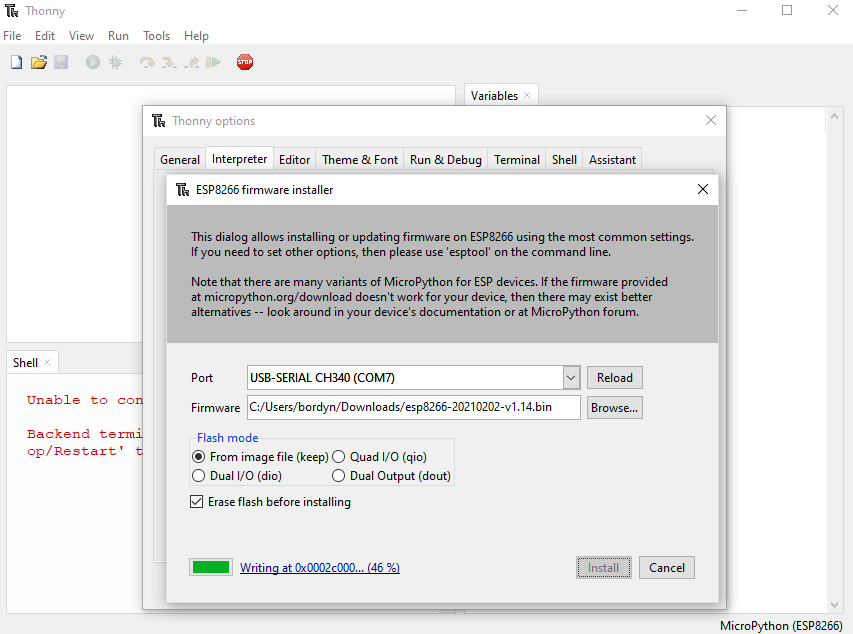 Thonny
File Edit View Run Tools Help
STOP
Variables ×
Thonny options
General Interpreter Editor Theme & Font Run & Debug Terminal Shell Assistant
ESP8266 firmware installer
This dialog allows installing or updating firmware on ESP8266 using the most common settings.
If you need to set other options, then please use 'esptool' on the command line.
Note that there are many variants of MicroPython for ESP devices. If the firmware provided
at micropython.org/download doesn't work for your device, then there may exist better
alternatives -- look around in your device's documentation or at MicroPython forum.
Shell ×
Unable to con
Backend termi
op/Restart' t
Port USB-SERIAL CH340 (COM7) Reload
Firmware C:/Users/bordyn/Downloads/esp8266-20210202-v1.14.bin Browse...
Flash mode
From image file (keep) Quad I/O (qio)
Dual I/O (dio) Dual Output (dout)
Erase flash before installing
Writing at 0x0002c000... (46 %) Install Cancel
MicroPython (ESP8266)